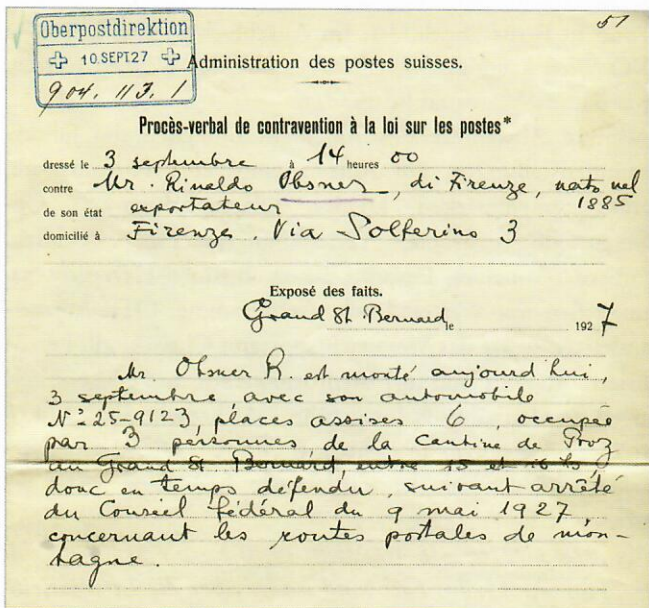 51
Oberpostdirektion
10.SEPT27
904. 113. 1
Administration des postes suisses.
Procès-verbal de contravention à la loi sur les postes*
dressé le 3 septembre à 14 heures 00
contre Mr. Rinaldo Obsner, di Firenze, nato nel 1885
de son état exportateur
domicilié à Firenze. Via Solferino 3
Exposé des faits.
Grand St Bernard le 1927
Mr. Obsner R. est monté aujourd'hui,
3 septembre, avec son automobile
Nº 25-9123, places assises 6, occupée
par 3 personnes, de la Cantine de Proz
au Grand St. Bernard, entre 15 et 16 hs,
donc en temps défendu, suivant arrêté
du Conseil fédéral du 9 mai 1927
concernant les routes postales de mon-
tagne.